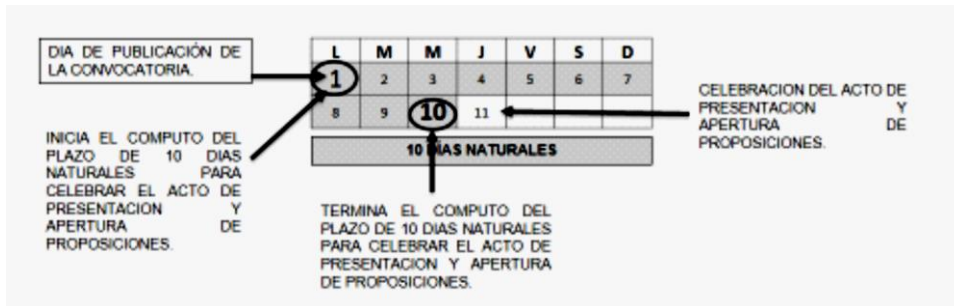 DIA DE PUBLICACIÓN DE
LA CONVOCATORIA.
L M M J V S D
1 2 3 4 5 6 7
8 9 10 11
10 DÍAS NATURALES
INICIA EL COMPUTO DEL
PLAZO DE 10 DIAS
NATURALES PARA
CELEBRAR EL ACTO DE
PRESENTACION Y
APERTURA DE
PROPOSICIONES.
TERMINA EL COMPUTO DEL
PLAZO DE 10 DIAS NATURALES
PARA CELEBRAR EL ACTO DE
PRESENTACION Y APERTURA
DE PROPOSICIONES.
CELEBRACION DEL ACTO DE
PRESENTACION Y
APERTURA DE
PROPOSICIONES.